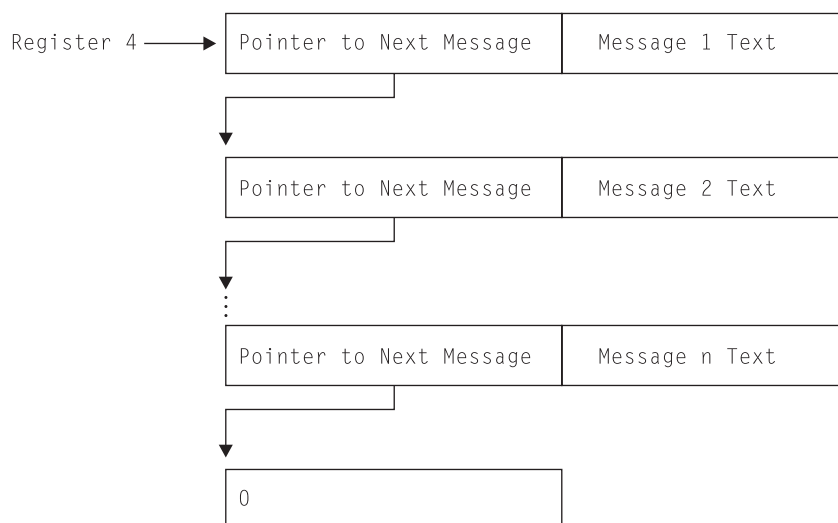 Register 4 Pointer to Next Message Message 1 Text
Pointer to Next Message Message 2 Text
Pointer to Next Message Message n Text
0